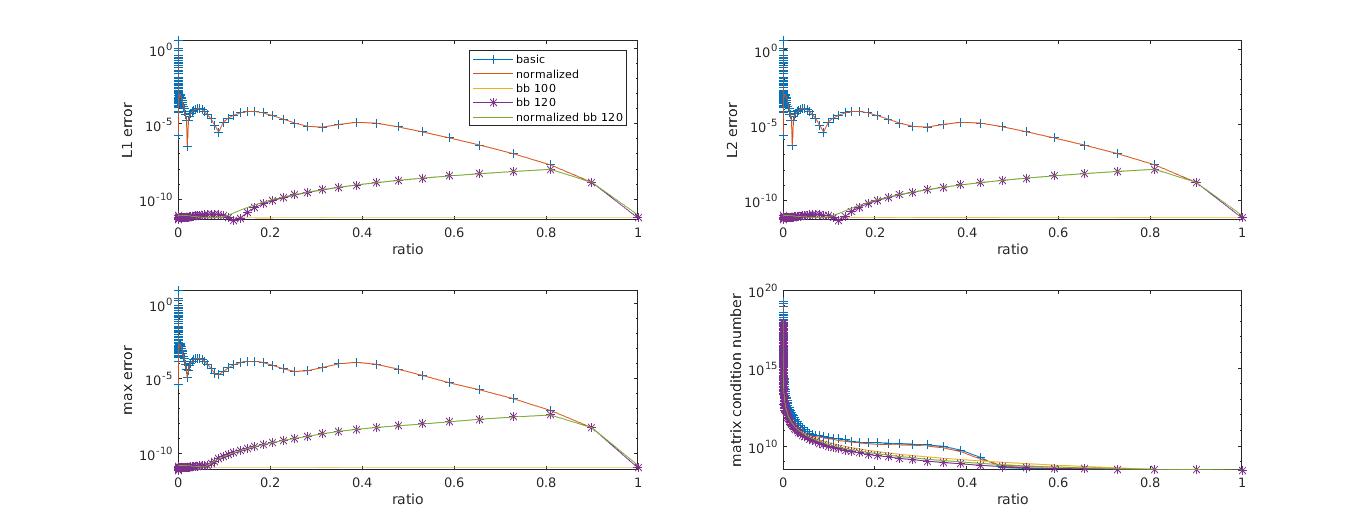 10^0
10^-5
10^-10
L1 error
basic
normalized
bb 100
bb 120
normalized bb 120
0 0.2 0.4 0.6 0.8 1
ratio
10^0
10^-5
10^-10
L2 error
0 0.2 0.4 0.6 0.8 1
ratio
10^0
10^-5
10^-10
max error
0 0.2 0.4 0.6 0.8 1
ratio
10^20
10^15
10^10
matrix condition number
0 0.2 0.4 0.6 0.8 1
ratio